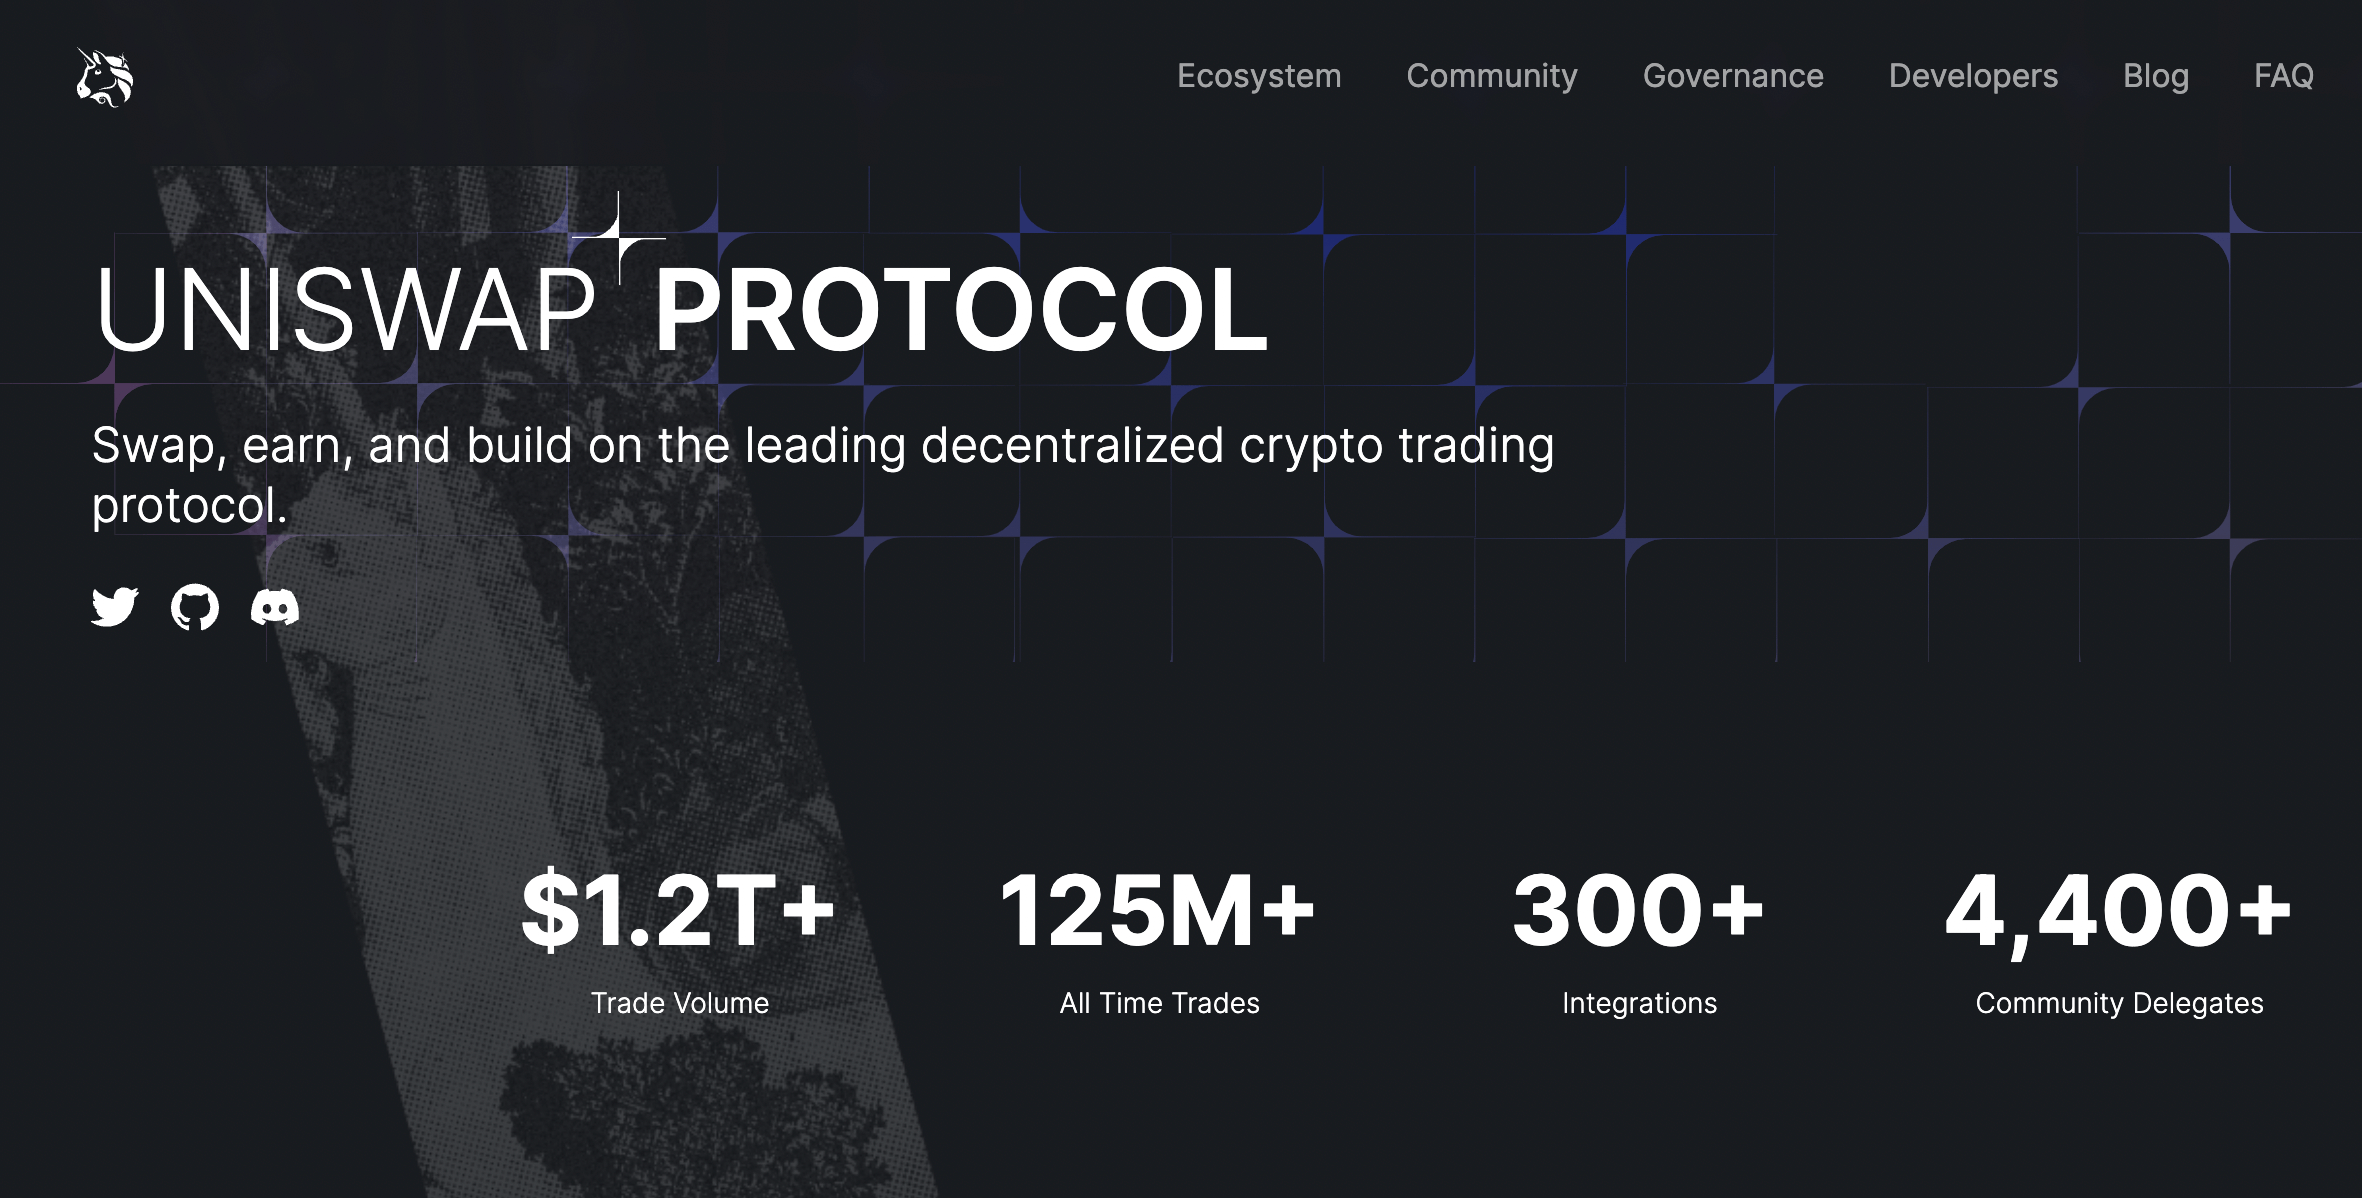 Ecosystem Community Governance Developers Blog FAQ
UNISWAP PROTOCOL
Swap, earn, and build on the leading decentralized crypto trading
protocol.
$1.2T+ 125M+ 300+ 4,400+
Trade Volume All Time Trades Integrations Community Delegates